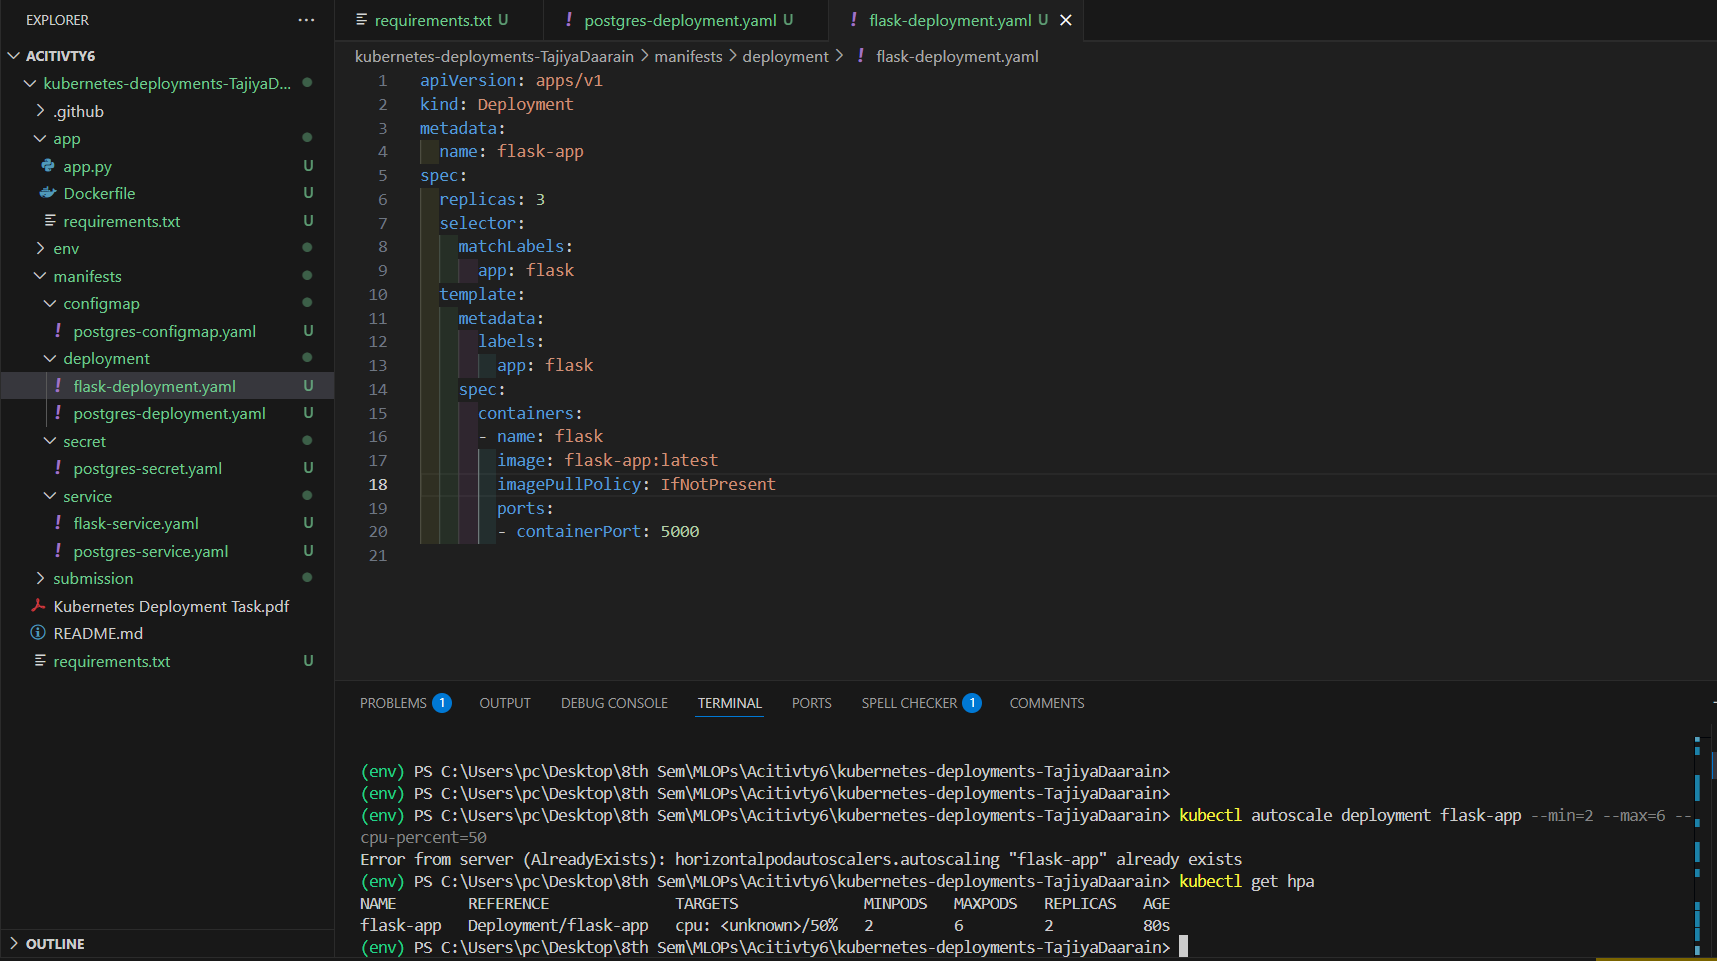 EXPLORER
ACITIVTY6
kubernetes-deployments-TajiyaD...
.github
app
app.py U
Dockerfile U
requirements.txt U
env
manifests
configmap
! postgres-configmap.yaml U
deployment
! flask-deployment.yaml U
! postgres-deployment.yaml U
secret
! postgres-secret.yaml U
service
! flask-service.yaml U
! postgres-service.yaml U
submission
Kubernetes Deployment Task.pdf
README.md
requirements.txt U
OUTLINE
requirements.txt U
! postgres-deployment.yaml U
! flask-deployment.yaml U
kubernetes-deployments-TajiyaDaarain > manifests > deployment > ! flask-deployment.yaml
1 apiVersion: apps/v1
2 kind: Deployment
3 metadata:
4 name: flask-app
5 spec:
6 replicas: 3
7 selector:
8 matchLabels:
9 app: flask
10 template:
11 metadata:
12 labels:
13 app: flask
14 spec:
15 containers:
16 - name: flask
17 image: flask-app:latest
18 imagePullPolicy: IfNotPresent
19 ports:
20 - containerPort: 5000
21
PROBLEMS 1 OUTPUT DEBUG CONSOLE TERMINAL PORTS SPELL CHECKER 1 COMMENTS
(env) PS C:\Users\pc\Desktop\8th Sem\MLOPs\Acitivty6\kubernetes-deployments-TajiyaDaarain>
(env) PS C:\Users\pc\Desktop\8th Sem\MLOPs\Acitivty6\kubernetes-deployments-TajiyaDaarain>
(env) PS C:\Users\pc\Desktop\8th Sem\MLOPs\Acitivty6\kubernetes-deployments-TajiyaDaarain> kubectl autoscale deployment flask-app --min=2 --max=6 --
cpu-percent=50
Error from server (AlreadyExists): horizontalpodautoscalers.autoscaling "flask-app" already exists
(env) PS C:\Users\pc\Desktop\8th Sem\MLOPs\Acitivty6\kubernetes-deployments-TajiyaDaarain> kubectl get hpa
NAME REFERENCE TARGETS MINPODS MAXPODS REPLICAS AGE
flask-app Deployment/flask-app cpu: <unknown>/50% 2 6 2 80s
(env) PS C:\Users\pc\Desktop\8th Sem\MLOPs\Acitivty6\kubernetes-deployments-TajiyaDaarain>